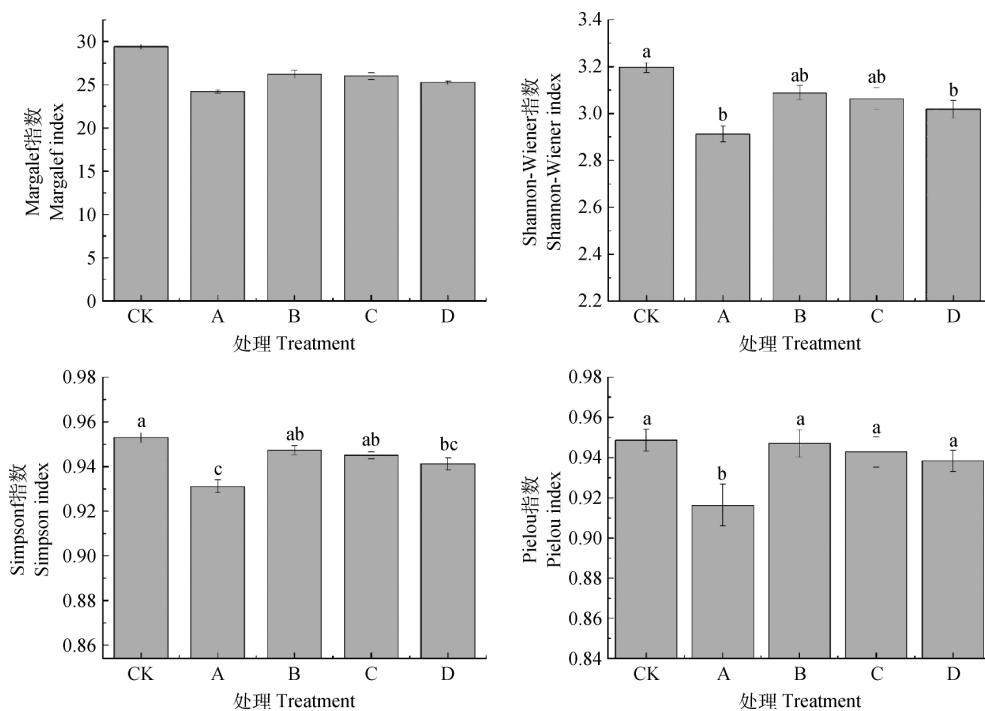 Margalef指数
Margalef index
30
25
20
15
10
5
0
CK A B C D
处理 Treatment
Shannon-Wiener指数
Shannon-Wiener index
3.4
3.2
3.0
2.8
2.6
2.4
2.2
a b ab ab b
CK A B C D
处理 Treatment
Simpsonf指数
Simpson index
0.98
0.96
0.94
0.92
0.90
0.88
0.86
a c ab ab bc
CK A B C D
处理 Treatment
Pielou指数
Pielou index
0.98
0.96
0.94
0.92
0.90
0.88
0.86
0.84
a b a a a
CK A B C D
处理 Treatment